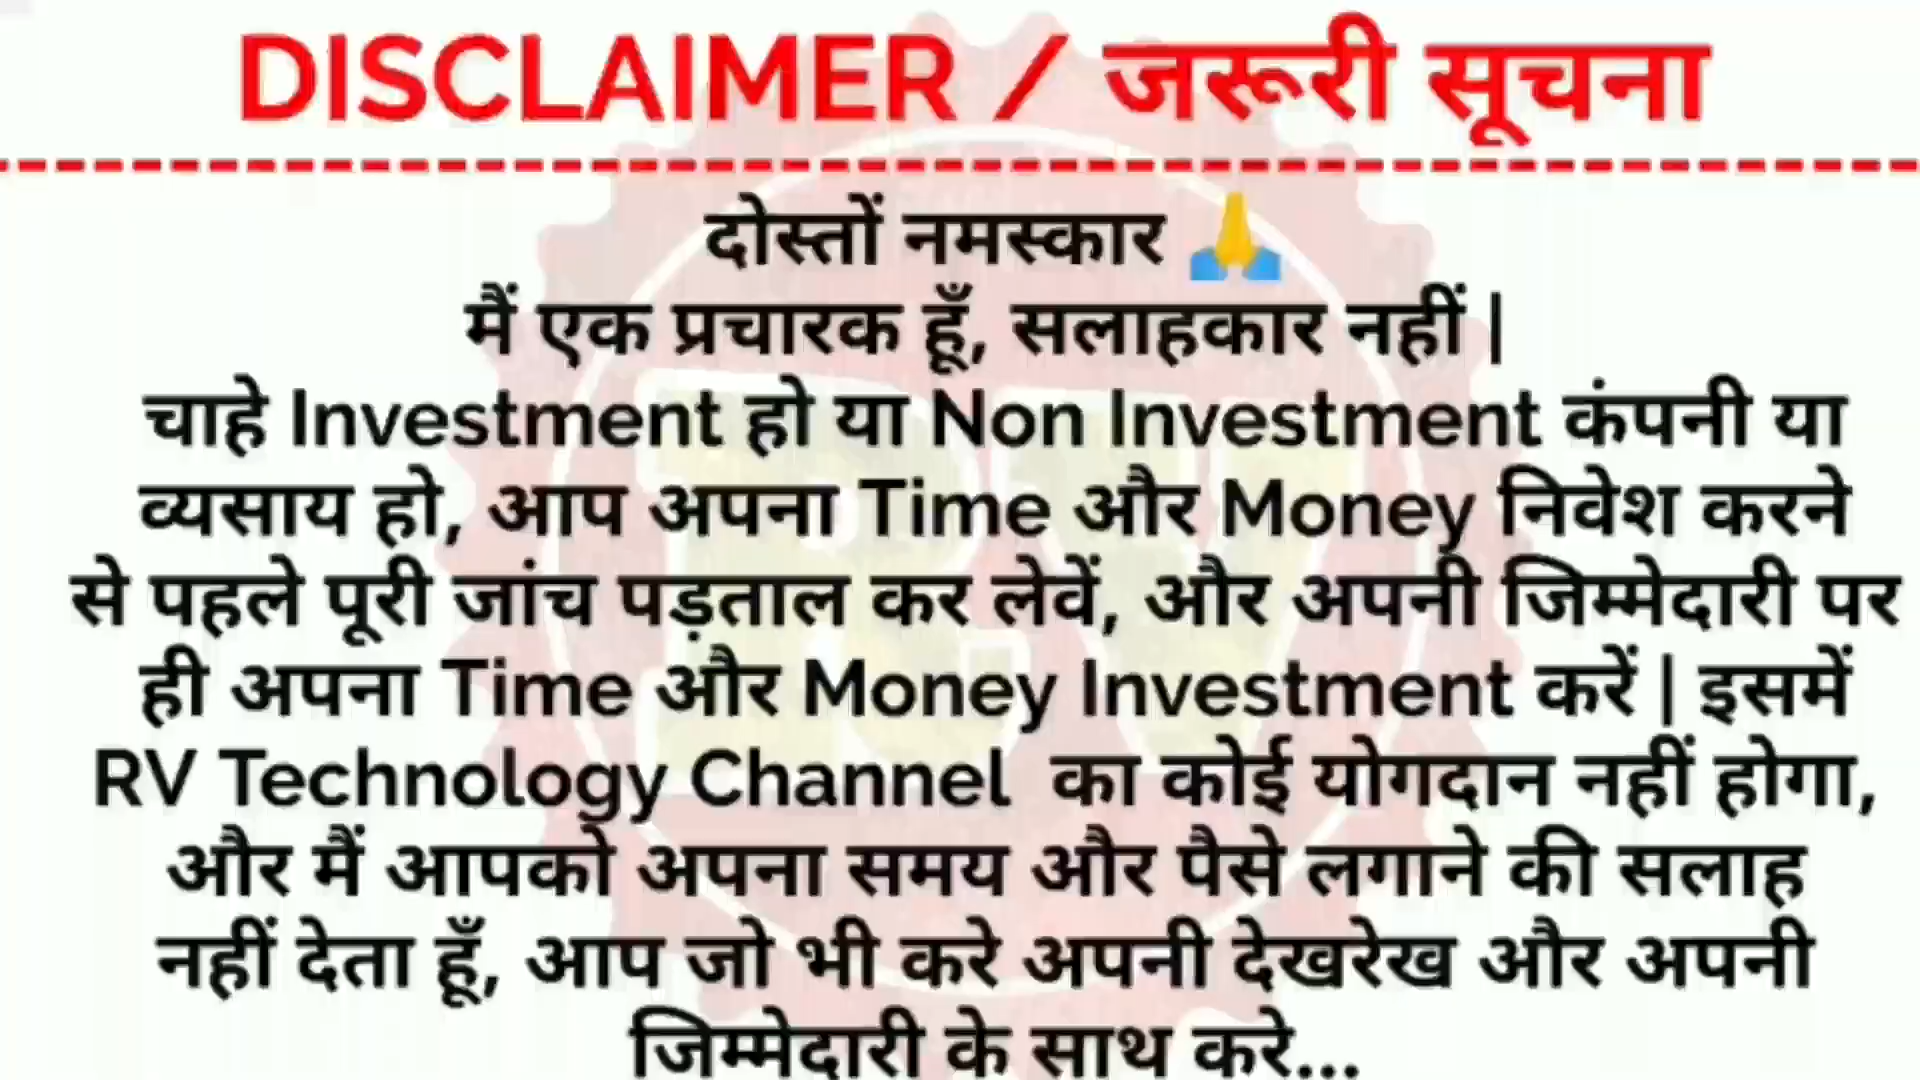 DISCLAIMER / जरूरी सूचना
दोस्तों नमस्कार 🙏
मैं एक प्रचारक हूँ, सलाहकार नहीं |
चाहे Investment हो या Non Investment कंपनी या
व्यसाय हो, आप अपना Time और Money निवेश करने
से पहले पूरी जांच पड़ताल कर लेवें, और अपनी जिम्मेदारी पर
ही अपना Time और Money Investment करें | इसमें
RV Technology Channel का कोई योगदान नहीं होगा,
और मैं आपको अपना समय और पैसे लगाने की सलाह
नहीं देता हूँ, आप जो भी करे अपनी देखरेख और अपनी
जिम्मेदारी के साथ करे...